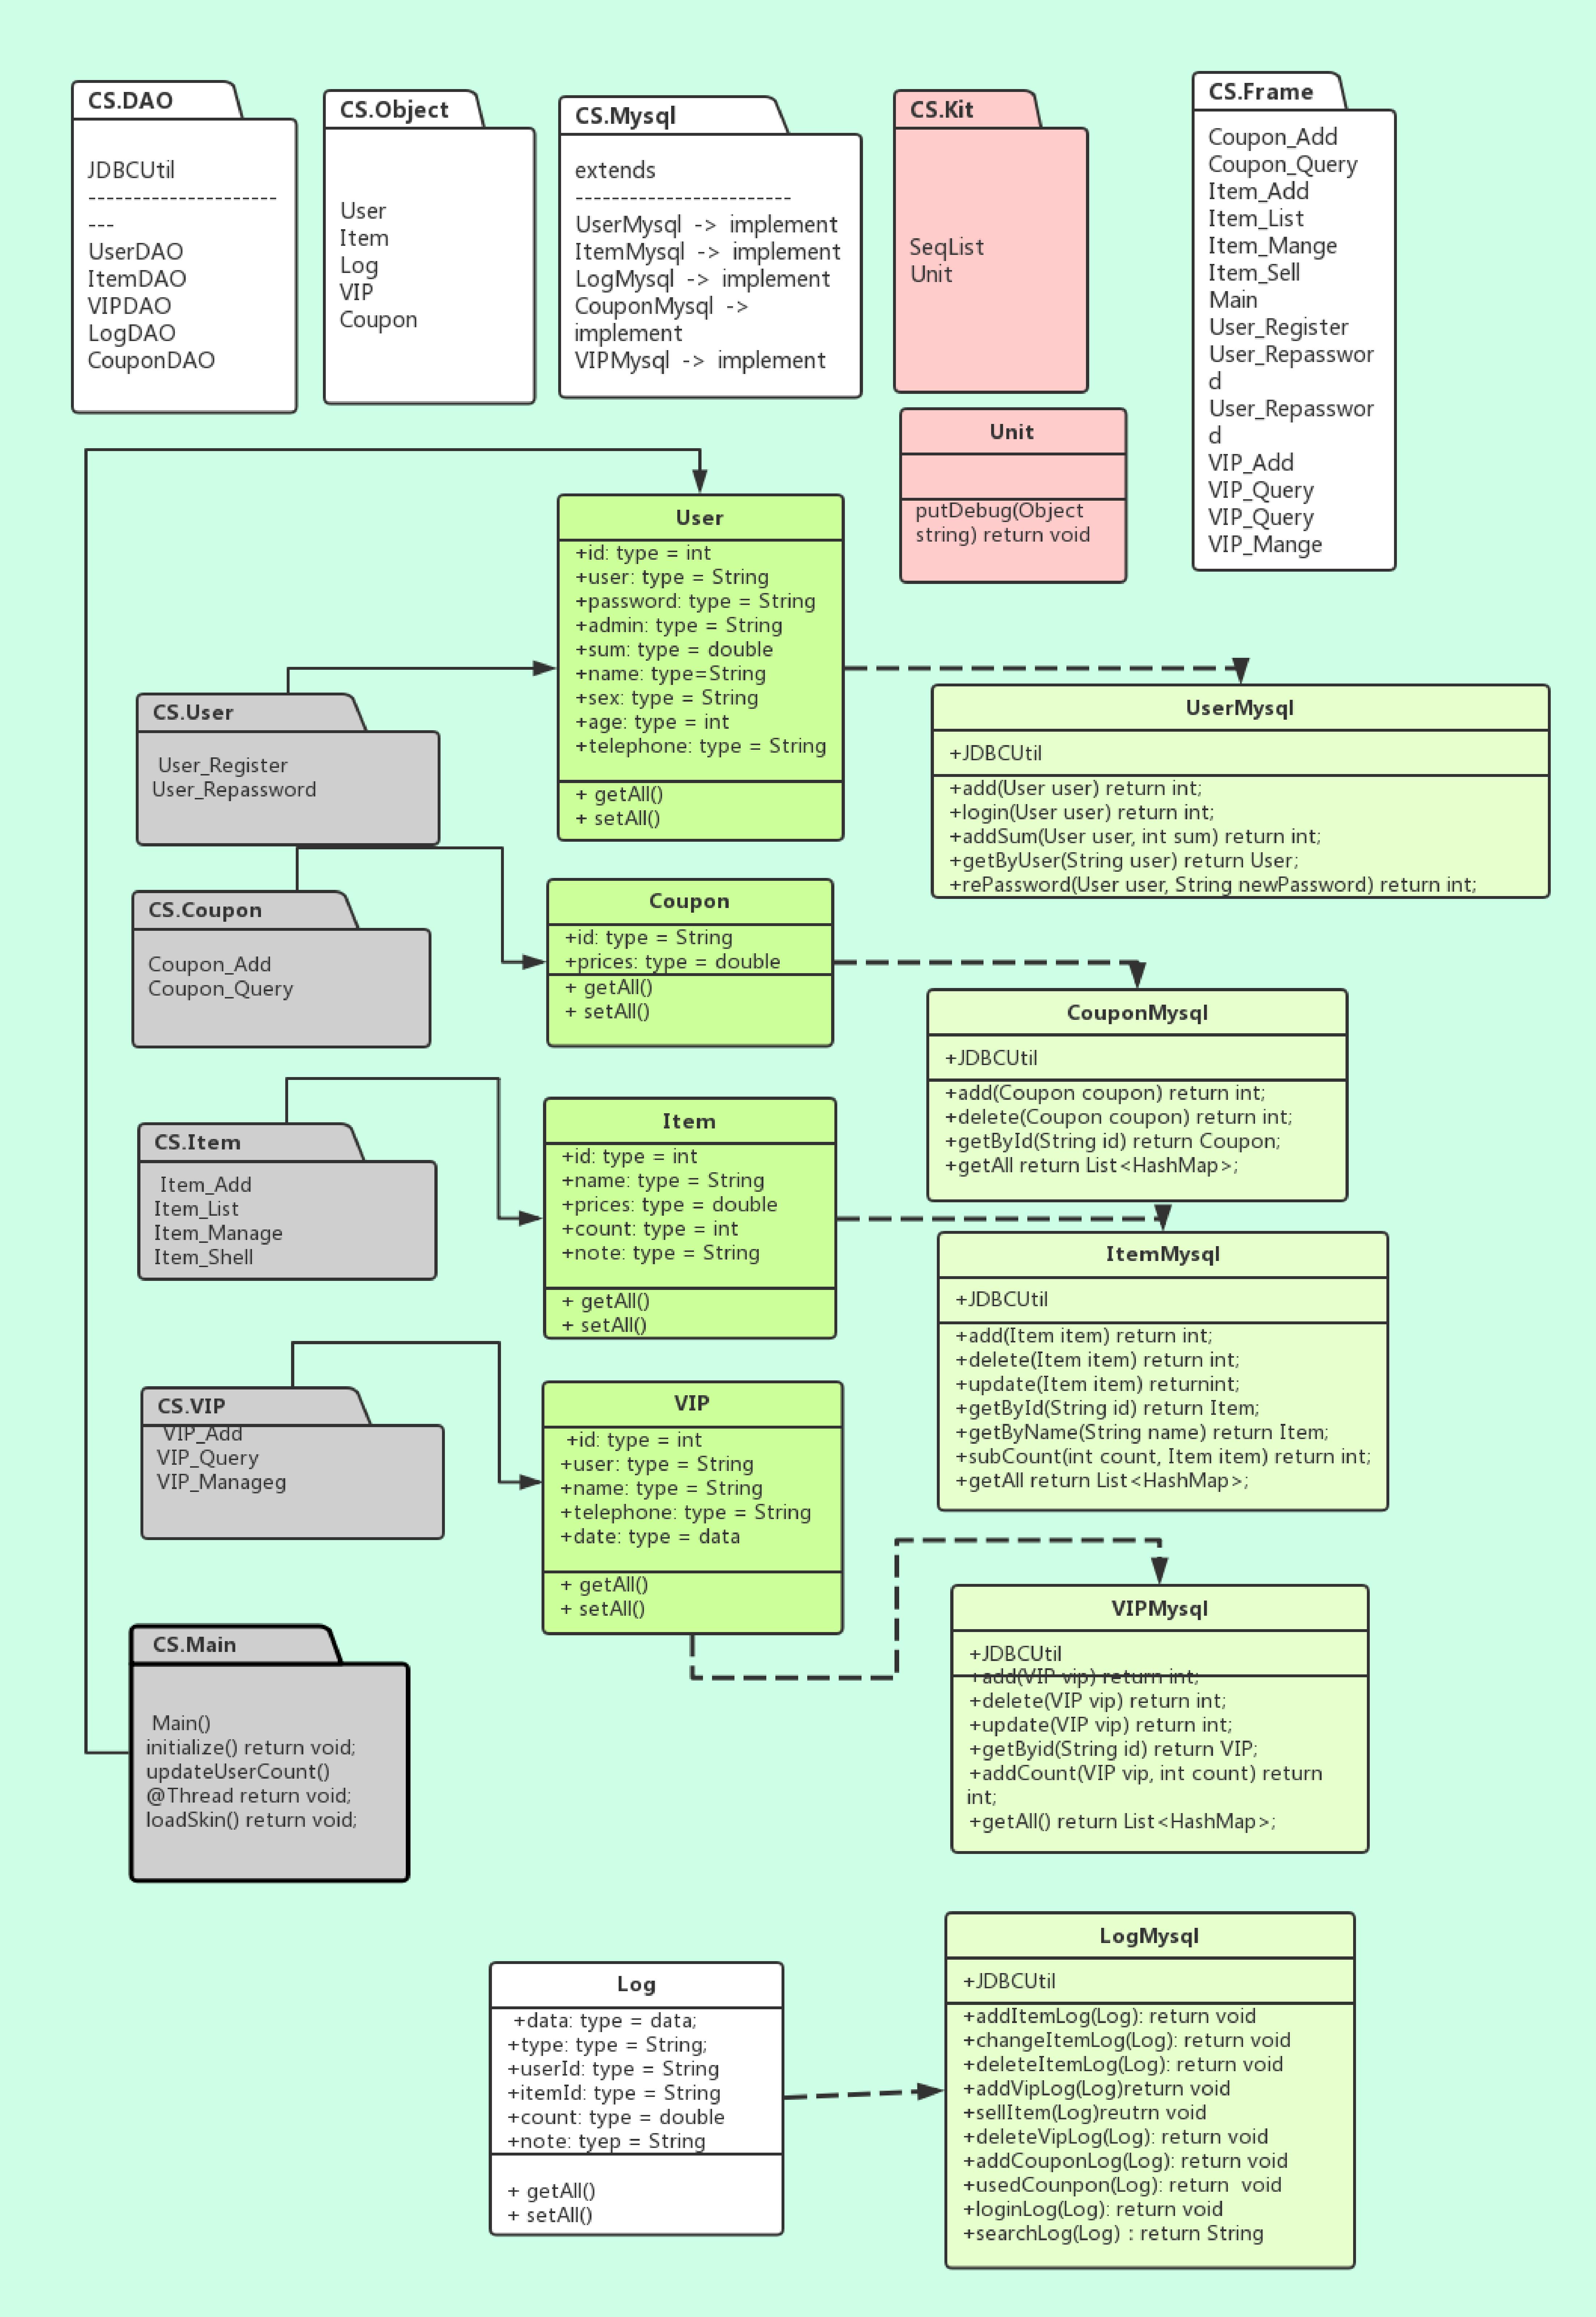 CS.DAO
JDBCUtil
---------------------
---
UserDAO
ItemDAO
VIPDAO
LogDAO
CouponDAO
CS.Object
User
Item
Log
VIP
Coupon
CS.Mysql
extends
------------------------
UserMysql -> implement
ItemMysql -> implement
LogMysql -> implement
CouponMysql ->
implement
VIPMysql -> implement
CS.Kit
SeqList
Unit
CS.Frame
Coupon_Add
Coupon_Query
Item_Add
Item_List
Item_Mange
Item_Sell
Main
User_Register
User_Repasswor
d
User_Repasswor
d
VIP_Add
VIP_Query
VIP_Query
VIP_Mange
Unit
putDebug(Object
string) return void
User
+id: type = int
+user: type = String
+password: type = String
+admin: type = String
+sum: type = double
+name: type=String
+sex: type = String
+age: type = int
+telephone: type = String
+ getAll()
+ setAll()
CS.User
User_Register
User_Repassword
UserMysql
+JDBCUtil
+add(User user) return int;
+login(User user) return int;
+addSum(User user, int sum) return int;
+getByUser(String user) return User;
+rePassword(User user, String newPassword) return int;
CS.Coupon
Coupon_Add
Coupon_Query
Coupon
+id: type = String
+prices: type = double
+ getAll()
+ setAll()
CouponMysql
+JDBCUtil
+add(Coupon coupon) return int;
+delete(Coupon coupon) return int;
+getById(String id) return Coupon;
+getAll return List<HashMap>;
CS.Item
Item_Add
Item_List
Item_Manage
Item_Shell
Item
+id: type = int
+name: type = String
+prices: type = double
+count: type = int
+note: type = String
+ getAll()
+ setAll()
ItemMysql
+JDBCUtil
+add(Item item) return int;
+delete(Item item) return int;
+update(Item item) returnint;
+getById(String id) return Item;
+getByName(String name) return Item;
+subCount(int count, Item item) return int;
+getAll return List<HashMap>;
CS.VIP
VIP_Add
VIP_Query
VIP_Manageg
VIP
+id: type = int
+user: type = String
+name: type = String
+telephone: type = String
+date: type = data
+ getAll()
+ setAll()
VIPMysql
+JDBCUtil
+add(VIP vip) return int;
+delete(VIP vip) return int;
+update(VIP vip) return int;
+getByid(String id) return VIP;
+addCount(VIP vip, int count) return
int;
+getAll() return List<HashMap>;
CS.Main
Main()
initialize() return void;
updateUserCount()
@Thread return void;
loadSkin() return void;
Log
+data: type = data;
+type: type = String;
+userId: type = String
+itemId: type = String
+count: type = double
+note: tyep = String
+ getAll()
+ setAll()
LogMysql
+JDBCUtil
+addItemLog(Log): return void
+changeItemLog(Log): return void
+deleteItemLog(Log): return void
+addVipLog(Log)return void
+sellItem(Log)reutrn void
+deleteVipLog(Log): return void
+addCouponLog(Log): return void
+usedCounpon(Log): return  void
+loginLog(Log): return void
+searchLog(Log) : return String